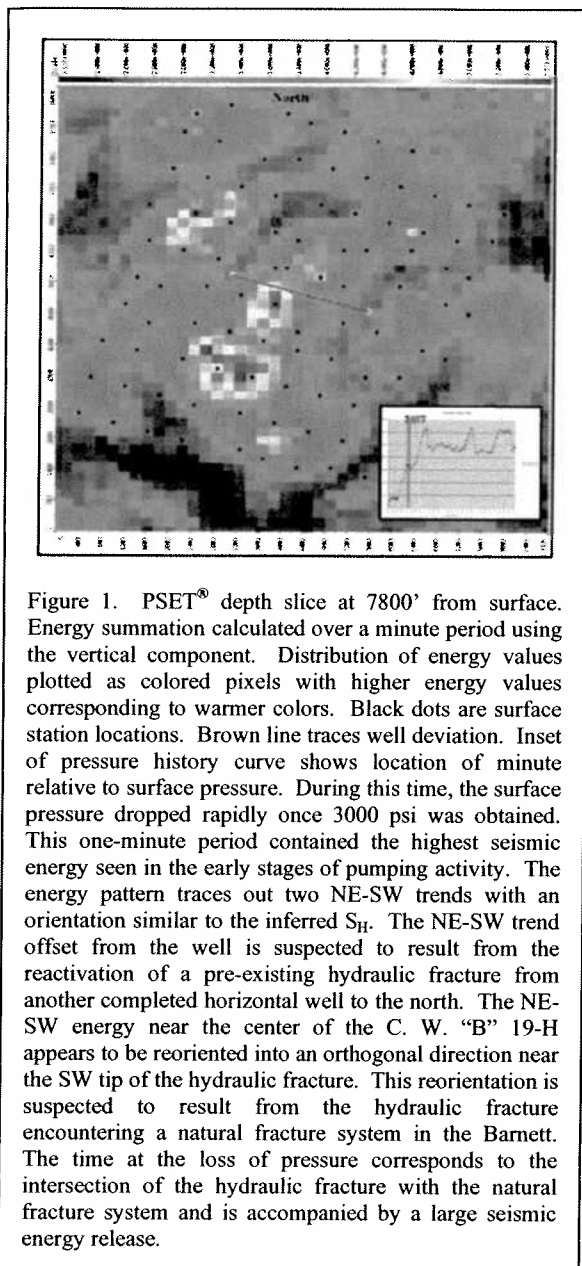 North
Figure 1. PSET® depth slice at 7800' from surface.
Energy summation calculated over a minute period using
the vertical component. Distribution of energy values
plotted as colored pixels with higher energy values
corresponding to warmer colors. Black dots are surface
station locations. Brown line traces well deviation. Inset
of pressure history curve shows location of minute
relative to surface pressure. During this time, the surface
pressure dropped rapidly once 3000 psi was obtained.
This one-minute period contained the highest seismic
energy seen in the early stages of pumping activity. The
energy pattern traces out two NE-SW trends with an
orientation similar to the inferred S_H. The NE-SW trend
offset from the well is suspected to result from the
reactivation of a pre-existing hydraulic fracture from
another completed horizontal well to the north. The NE-
SW energy near the center of the C. W. “B” 19-H
appears to be reoriented into an orthogonal direction near
the SW tip of the hydraulic fracture. This reorientation is
suspected to result from the hydraulic fracture
encountering a natural fracture system in the Barnett.
The time at the loss of pressure corresponds to the
intersection of the hydraulic fracture with the natural
fracture system and is accompanied by a large seismic
energy release.